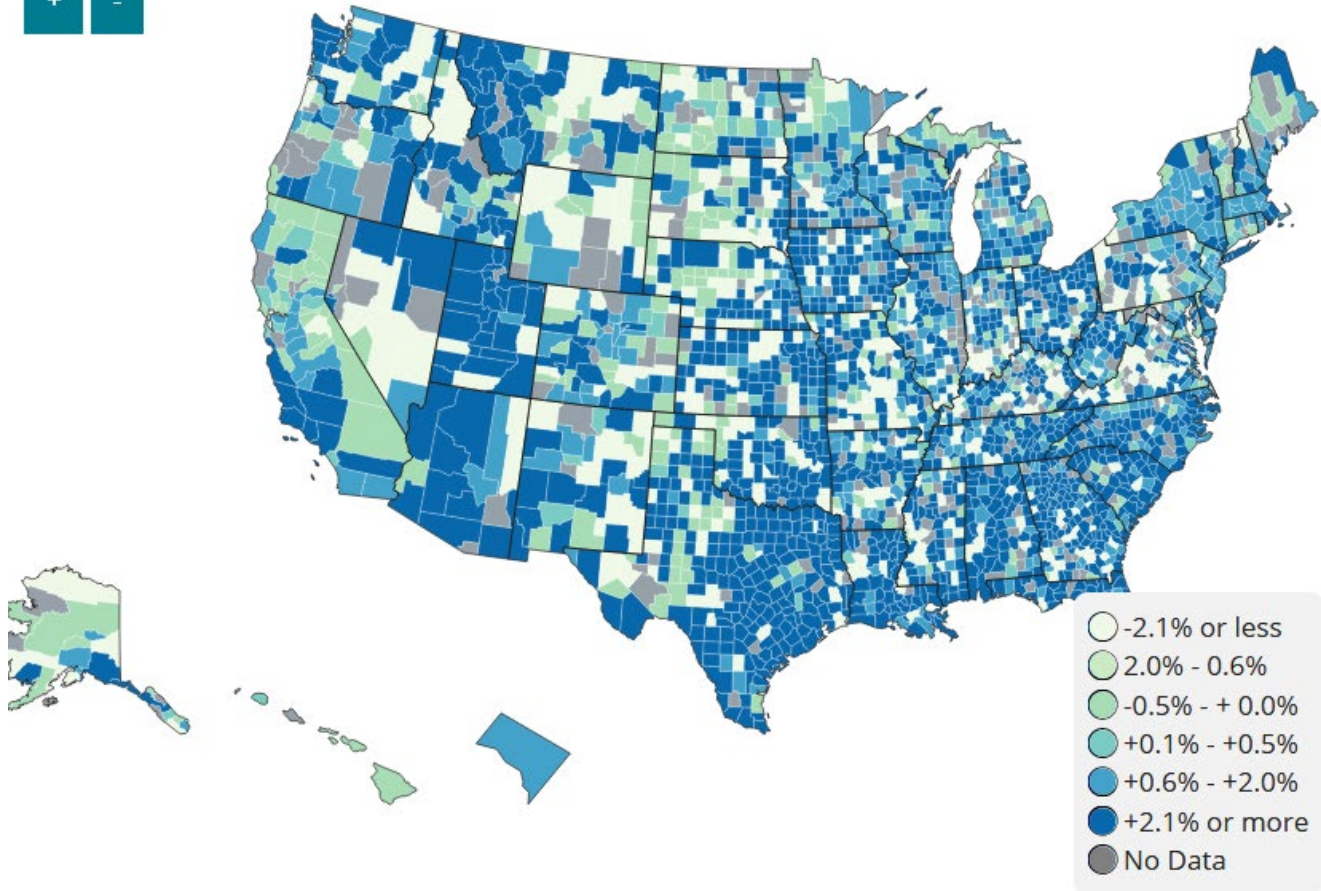 + -
-2.1% or less
2.0% - 0.6%
-0.5% - + 0.0%
+0.1% - +0.5%
+0.6% - +2.0%
+2.1% or more
No Data